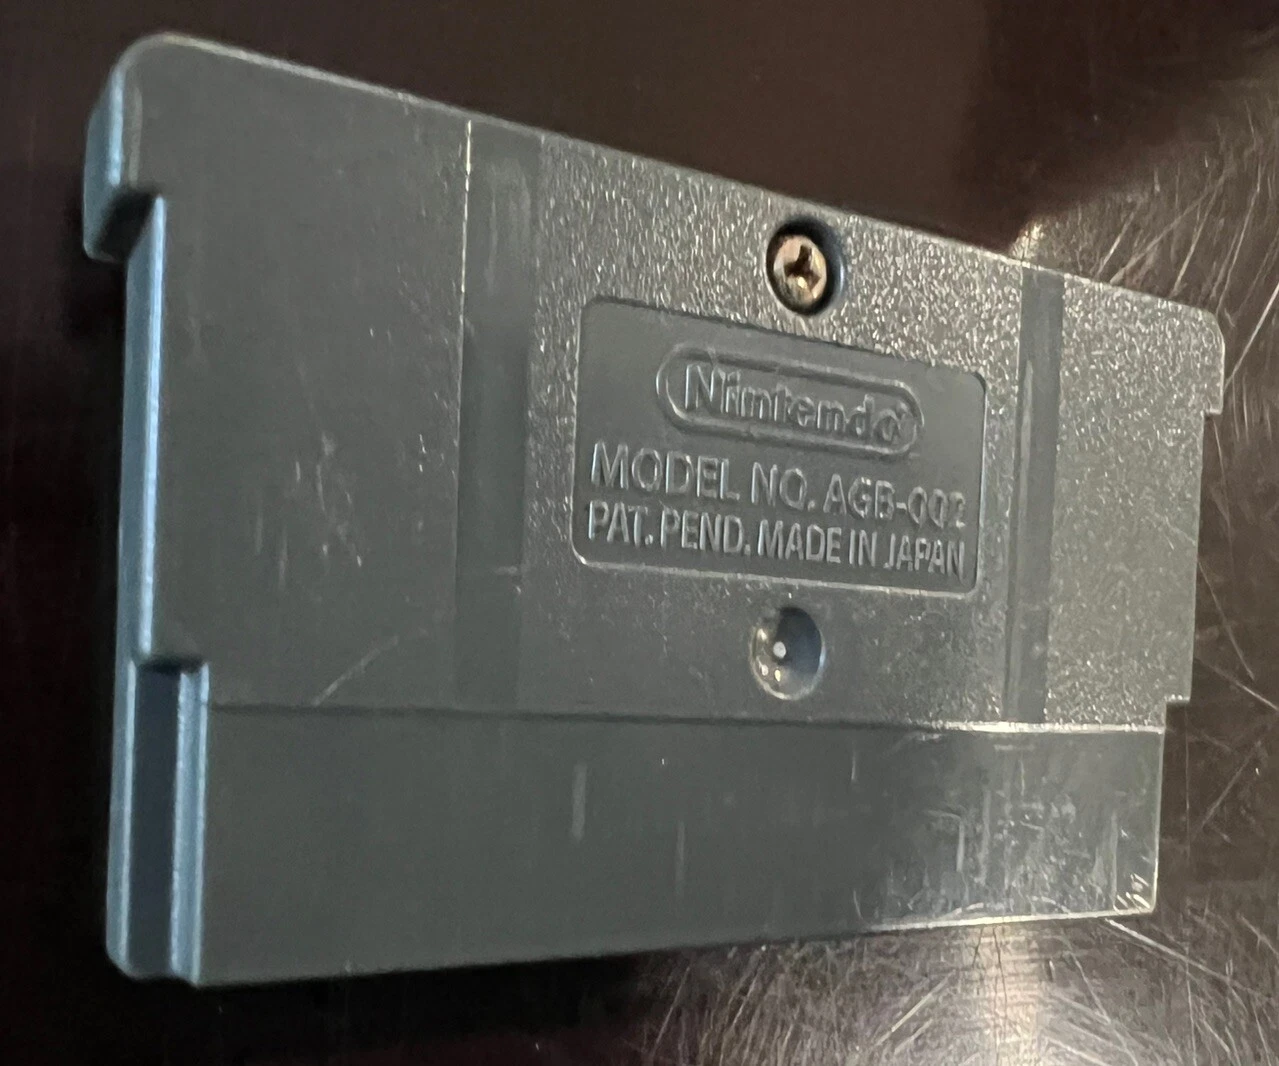 Nintendo
MODEL NO. AGB-002
PAT. PEND. MADE IN JAPAN